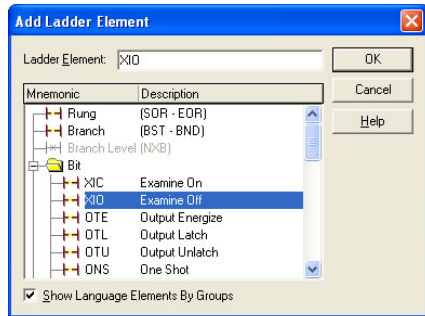 Add Ladder Element
Ladder Element: XIO
OK
Cancel
Help
Mnemonic Description
Rung (SOR - EOR)
Branch (BST - BND)
Branch Level (NXB)
Bit
XIC Examine On
XIO Examine Off
OTE Output Energize
OTL Output Latch
OTU Output Unlatch
ONS One Shot
Show Language Elements By Groups